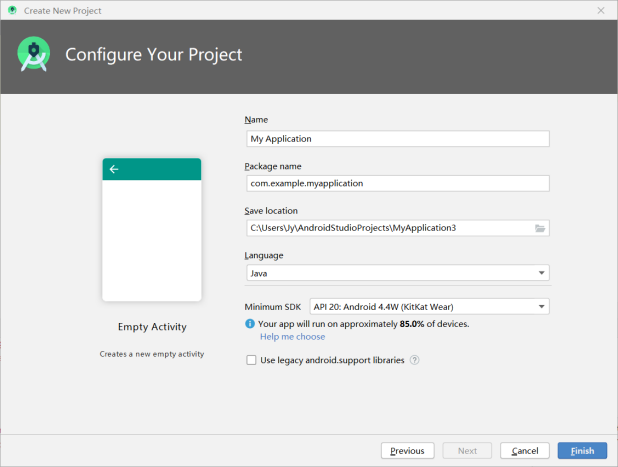 Create New Project
Configure Your Project
Name
My Application
Package name
com.example.myapplication
Save location
C:\Users\Jy\AndroidStudioProjects\MyApplication3
Language
Java
Minimum SDK API 20: Android 4.4W (KitKat Wear)
Your app will run on approximately 85.0% of devices.
Help me choose
Use legacy android.support libraries ?
Empty Activity
Creates a new empty activity
Previous Next Cancel Finish